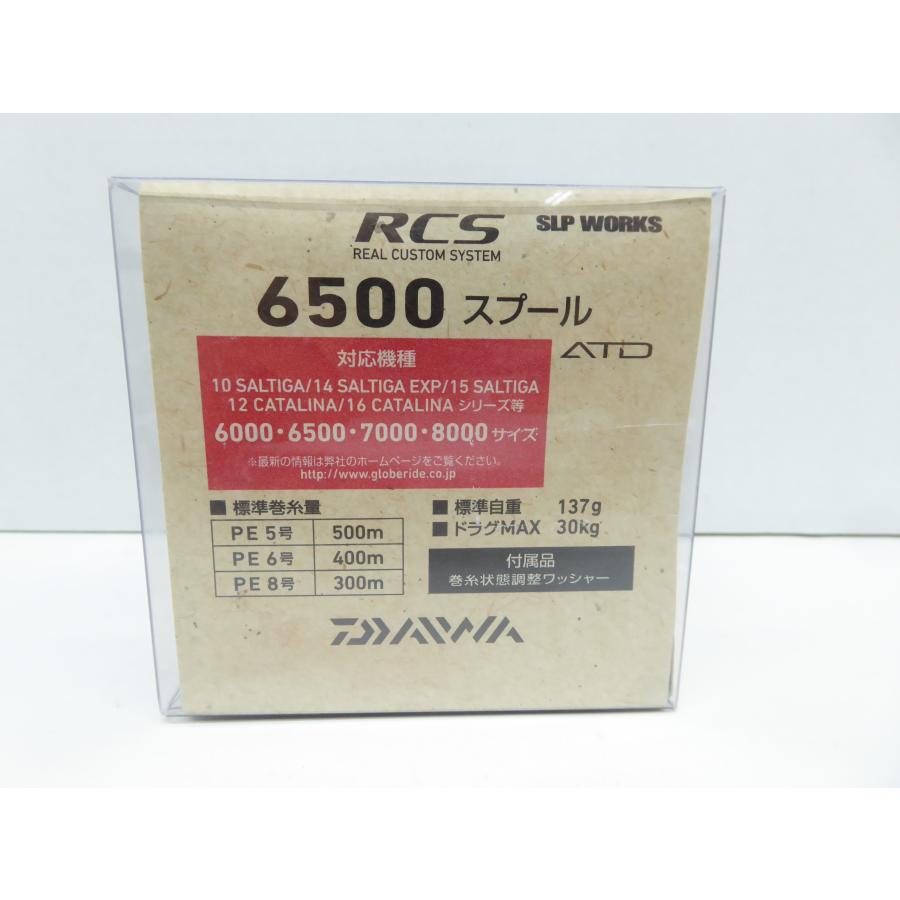 RCS
REAL CUSTOM SYSTEM
SLP WORKS
6500 スプール
ATD
対応機種
10 SALTIGA/14 SALTIGA EXP/15 SALTIGA
12 CATALINA/16 CATALINA シリーズ等
6000・6500・7000・8000サイズ
※最新の情報は弊社のホームページをご覧ください。
http://www.globeride.co.jp
■ 標準巻糸量
PE 5号 500m
PE 6号 400m
PE 8号 300m
■ 標準自重 137g
■ ドラグMAX 30kg
付属品
巻糸状態調整ワッシャー
DAIWA